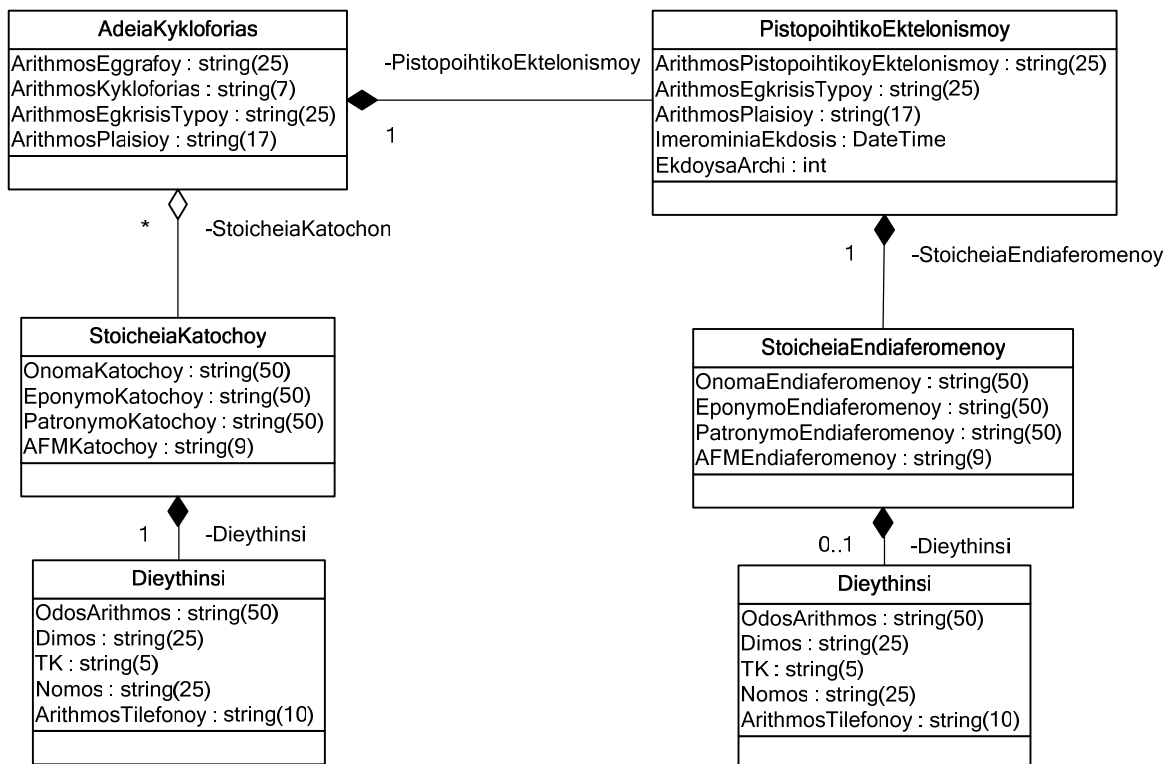 AdeiaKykloforias
ArithmosEggrafoy : string(25)
ArithmosKykloforias : string(7)
ArithmosEgkrisisTypoy : string(25)
ArithmosPlaisioy : string(17)
-PistopoihtikoEktelonismoy
1
PistopoihtikoEktelonismoy
ArithmosPistopoihtikoyEktelonismoy : string(25)
ArithmosEgkrisisTypoy : string(25)
ArithmosPlaisioy : string(17)
ImerominiaEkdosis : DateTime
EkdoysaArchi : int
*
-StoicheiaKatochon
1
-StoicheiaEndiaferomenoy
StoicheiaKatochoy
OnomaKatochoy : string(50)
EponymoKatochoy : string(50)
PatronymoKatochoy : string(50)
AFMKatochoy : string(9)
StoicheiaEndiaferomenoy
OnomaEndiaferomenoy : string(50)
EponymoEndiaferomenoy : string(50)
PatronymoEndiaferomenoy : string(50)
AFMEndiaferomenoy : string(9)
1
-Dieythinsi
0..1
-Dieythinsi
Dieythinsi
OdosArithmos : string(50)
Dimos : string(25)
TK : string(5)
Nomos : string(25)
ArithmosTilefonoy : string(10)
Dieythinsi
OdosArithmos : string(50)
Dimos : string(25)
TK : string(5)
Nomos : string(25)
ArithmosTilefonoy : string(10)